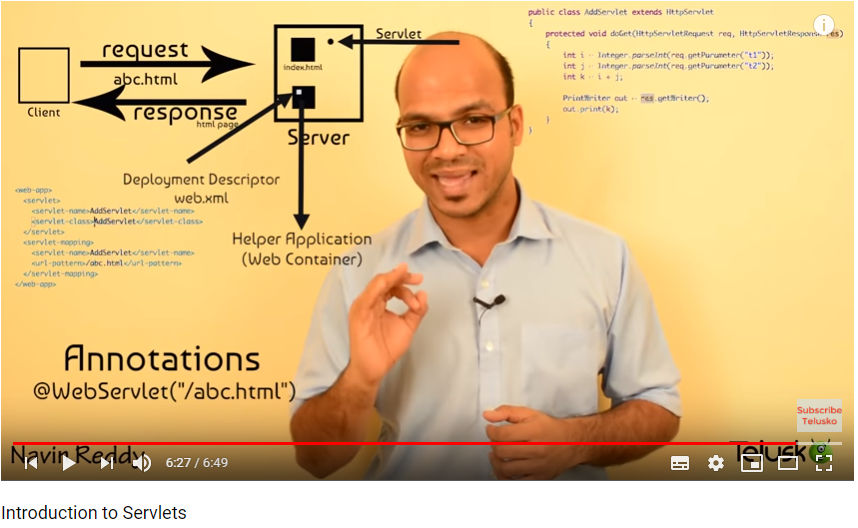 request
abc.html
Client
response
html page
index.html
Servlet
Server
Deployment Descriptor
web.xml
Helper Application
(Web Container)
<web-app>
<servlet>
<servlet-name>AddServlet</servlet-name>
<servlet-class>AddServlet</servlet-class>
</servlet>
<servlet-mapping>
<servlet-name>AddServlet</servlet-name>
<url-pattern>/abc.html</url-pattern>
</servlet-mapping>
</web-app>
public class AddServlet extends HttpServlet
{
protected void doGet(HttpServletRequest req, HttpServletResponse res)
{
int i = Integer.parseInt(req.getParameter("t1"));
int j = Integer.parseInt(req.getParameter("t2"));
int k = i + j;
PrintWriter out = res.getWriter();
out.print(k);
}
}
Annotations
@WebServlet("/abc.html")
Subscribe
Telusko
Navin Reddy
Telusko
6:27 / 6:49
Introduction to Servlets